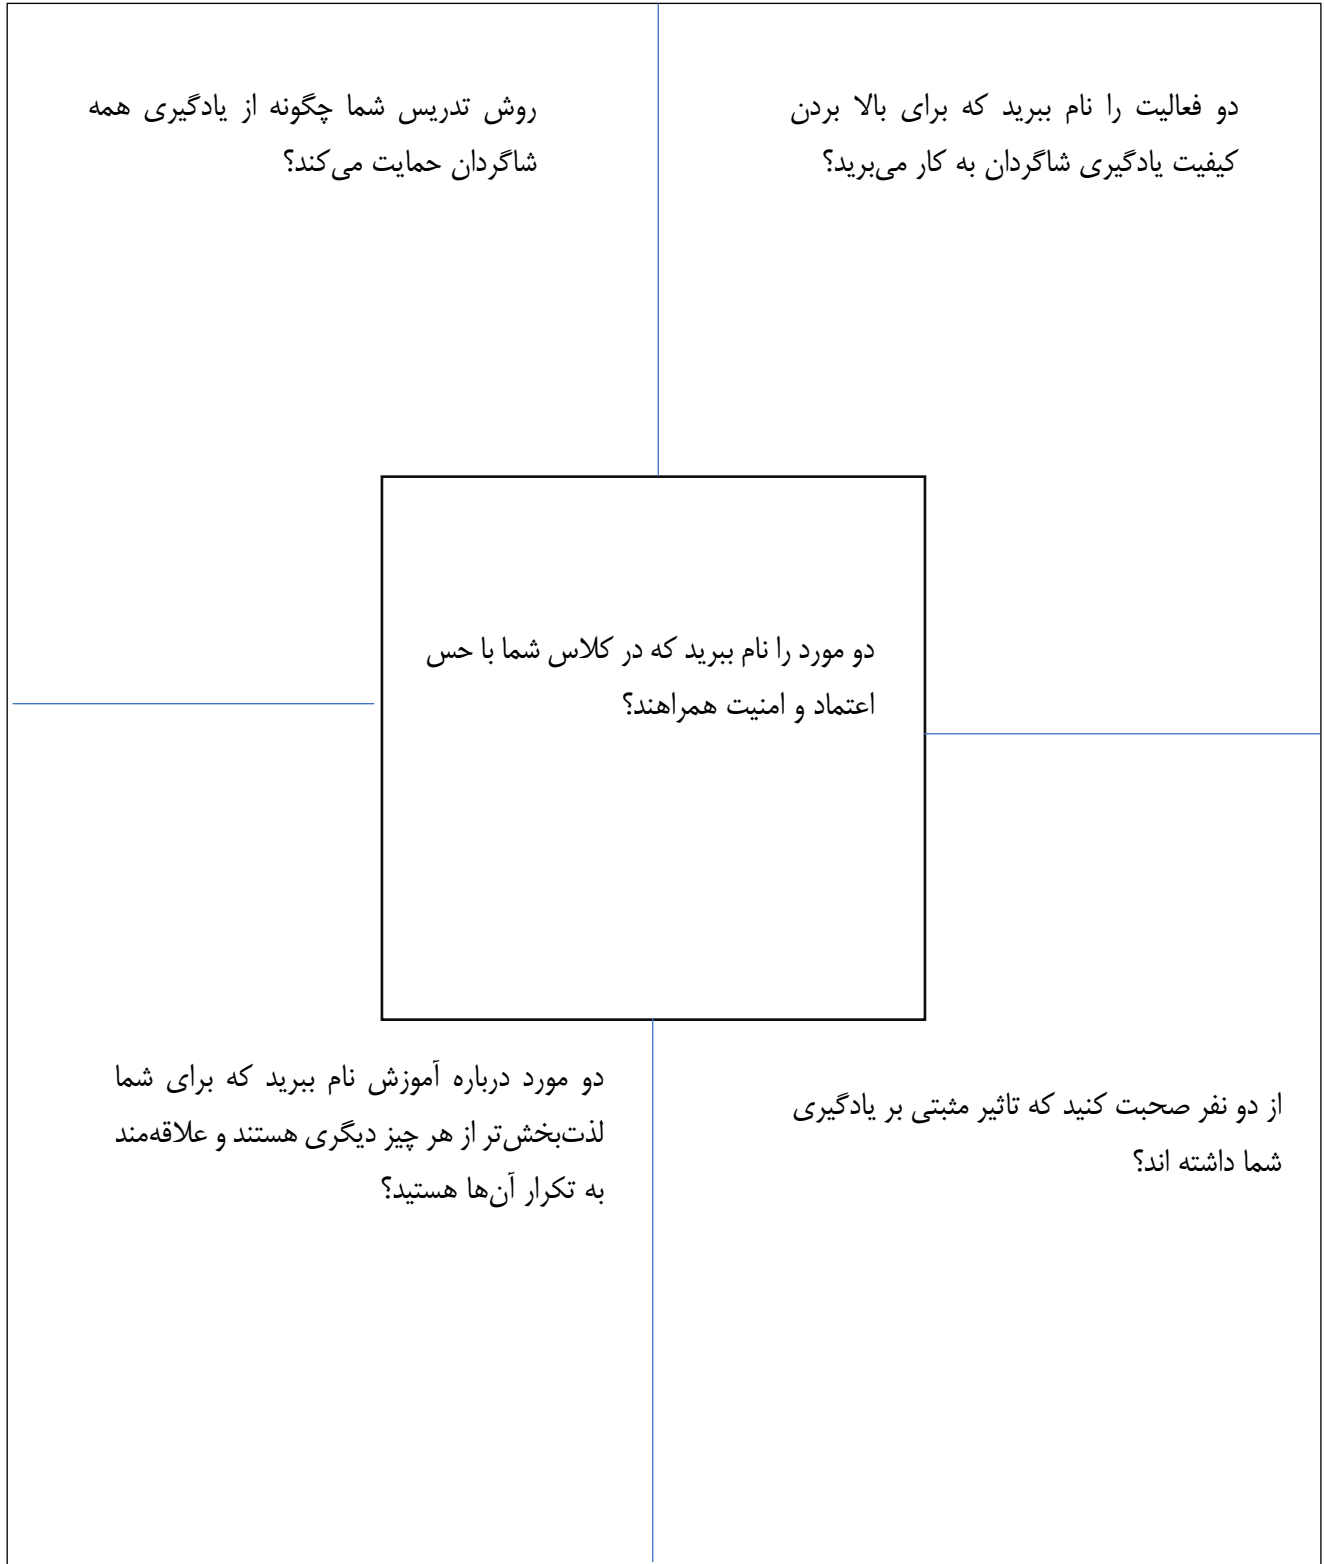 دو فعالیت را نام ببرید که برای بالا بردن
کیفیت یادگیری شاگردان به کار می‌برید؟
روش تدریس شما چگونه از یادگیری همه
شاگردان حمایت می‌کند؟
دو مورد را نام ببرید که در کلاس شما با حس
اعتماد و امنیت همراهند؟
از دو نفر صحبت کنید که تاثیر مثبتی بر یادگیری
شما داشته اند؟
دو مورد درباره آموزش نام ببرید که برای شما
لذت‌بخش‌تر از هر چیز دیگری هستند و علاقه‌مند
به تکرار آن‌ها هستید؟